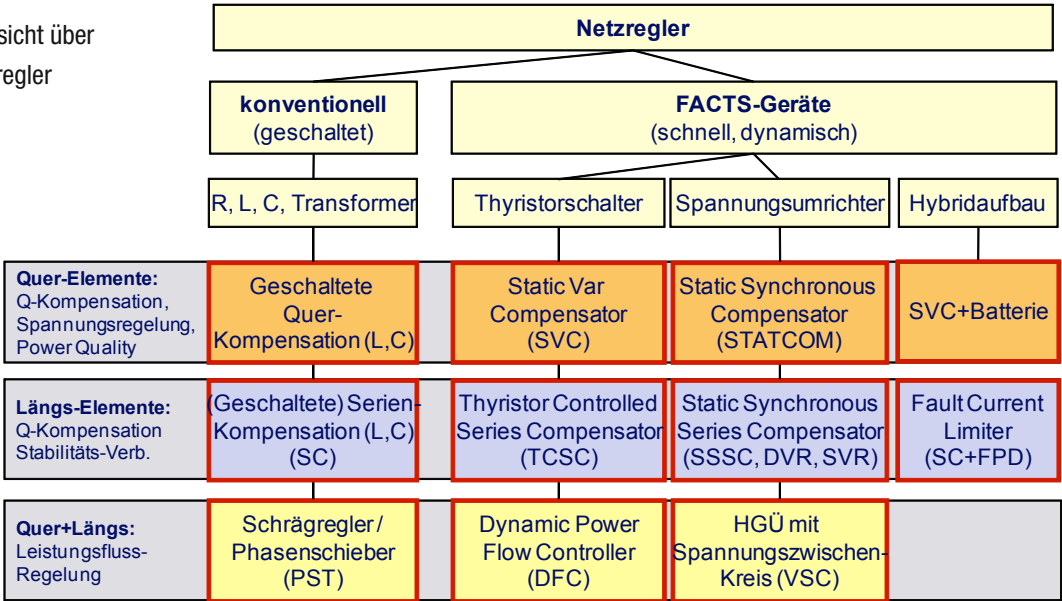 sicht über
regler
Netzregler
konventionell
(geschaltet)
FACTS-Geräte
(schnell, dynamisch)
R, L, C, Transformer
Thyristorschalter
Spannungsumrichter
Hybridaufbau
Quer-Elemente:
Q-Kompensation,
Spannungsregelung,
Power Quality
Geschaltete
Quer-
Kompensation (L,C)
Static Var
Compensator
(SVC)
Static Synchronous
Compensator
(STATCOM)
SVC+Batterie
Längs-Elemente:
Q-Kompensation
Stabilitäts-Verb.
(Geschaltete) Serien-
Kompensation (L,C)
(SC)
Thyristor Controlled
Series Compensator
(TCSC)
Static Synchronous
Series Compensator
(SSSC, DVR, SVR)
Fault Current
Limiter
(SC+FPD)
Quer+Längs:
Leistungsfluss-
Regelung
Schrägregler /
Phasenschieber
(PST)
Dynamic Power
Flow Controller
(DFC)
HGÜ mit
Spannungszwischen-
Kreis (VSC)